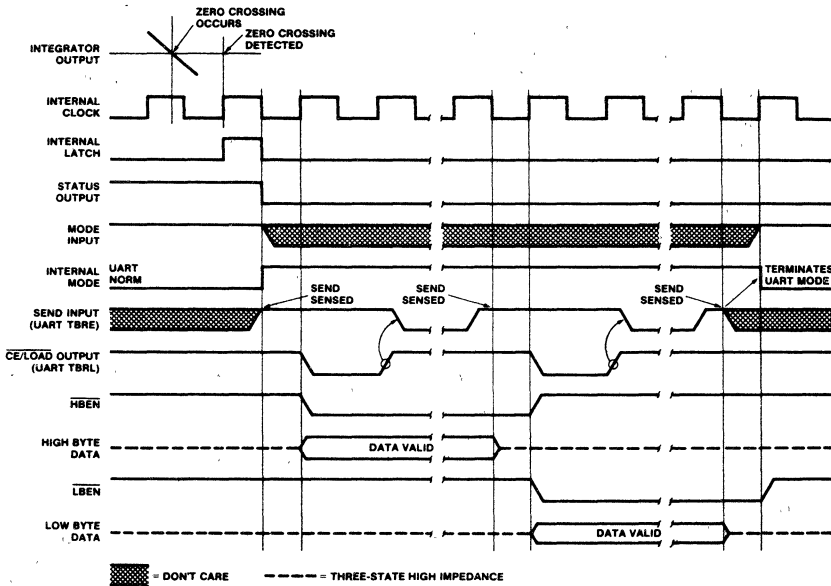 ZERO CROSSING
OCCURS
ZERO CROSSING
DETECTED
INTEGRATOR
OUTPUT
INTERNAL
CLOCK
INTERNAL
LATCH
STATUS
OUTPUT
MODE
INPUT
INTERNAL
MODE
UART
NORM
TERMINATES
UART MODE
SEND
SENSED
SEND
SENSED
SEND
SENSED
SEND INPUT
(UART TBRE)
CE/LOAD OUTPUT
(UART TBRL)
HBEN
HIGH BYTE
DATA
DATA VALID
LBEN
LOW BYTE
DATA
DATA VALID
= DON'T CARE
= THREE-STATE HIGH IMPEDANCE